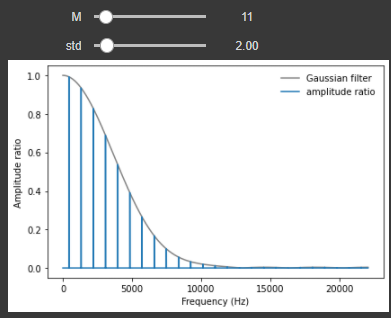 M 11
std 2.00
1.0
0.8
0.6
0.4
0.2
0.0
Amplitude ratio
Gaussian filter
amplitude ratio
0 5000 10000 15000 20000
Frequency (Hz)